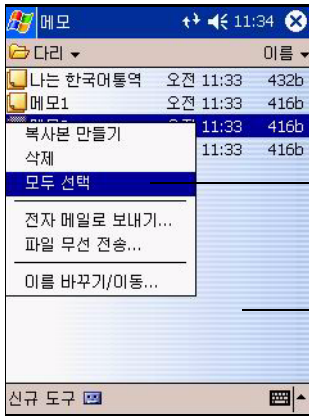 메모 11:34
다리 이름
나는 한국어통역 오전 11:33 432b
메모1 오전 11:33 416b
11:33 416b
11:33 416b
복사본 만들기
삭제
모두 선택
전자 메일로 보내기...
파일 무선 전송...
이름 바꾸기/이동...
신규 도구